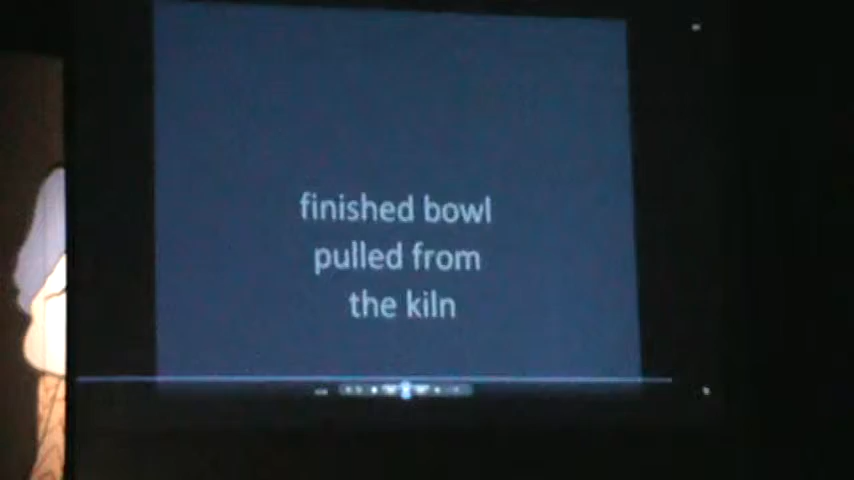 finished bowl
pulled from
the kiln